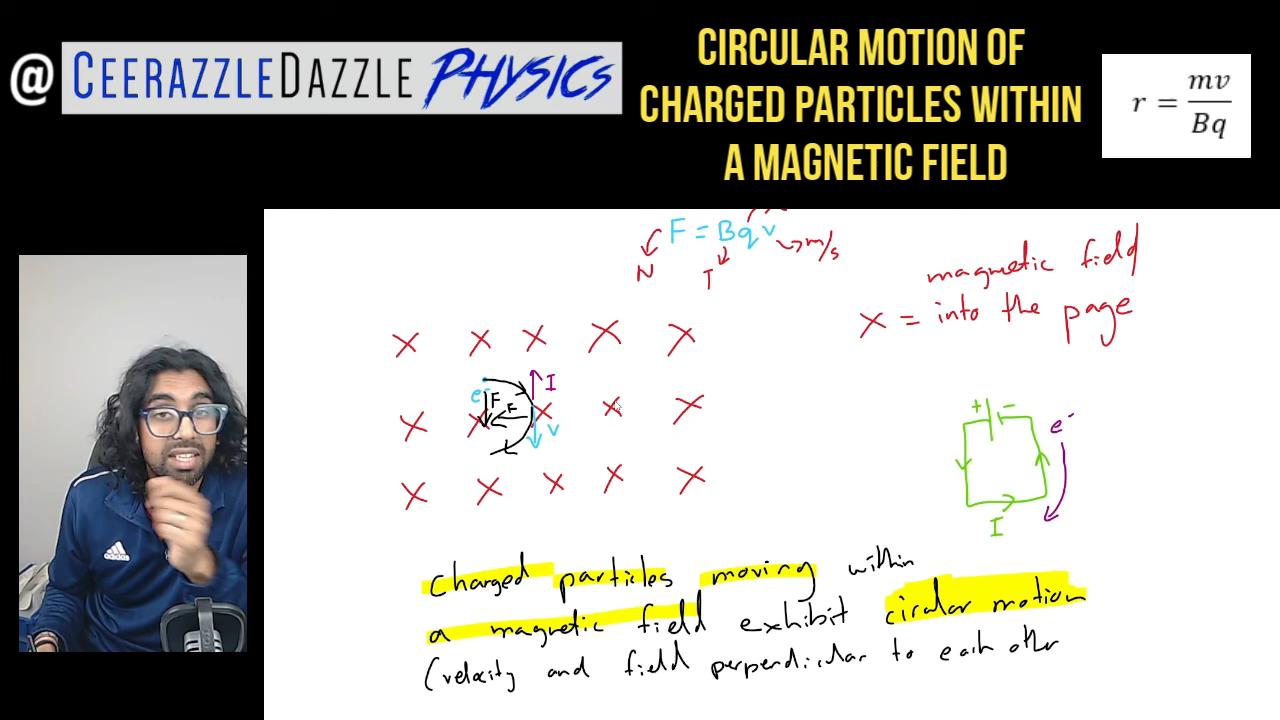 @ CEERAZZLEDAZZLE PHYSICS
CIRCULAR MOTION OF
CHARGED PARTICLES WITHIN
A MAGNETIC FIELD
r = mv/Bq
F = Bqv
N
T
m/s
magnetic field
X = into the page
X X X X X
e-
F
F
I
v
X X X X
X X X X X
+ -
e-
I
charged particles moving within
a magnetic field exhibit circular motion
(velocity and field perpendicular to each other
adidas